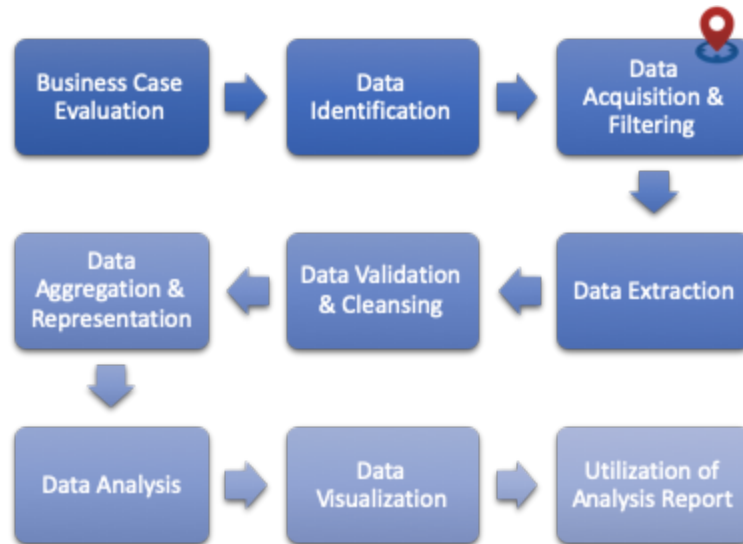 Business Case
Evaluation
Data
Identification
Data
Acquisition &
Filtering
Data Extraction
Data Validation
& Cleansing
Data
Aggregation &
Representation
Data Analysis
Data
Visualization
Utilization of
Analysis Report